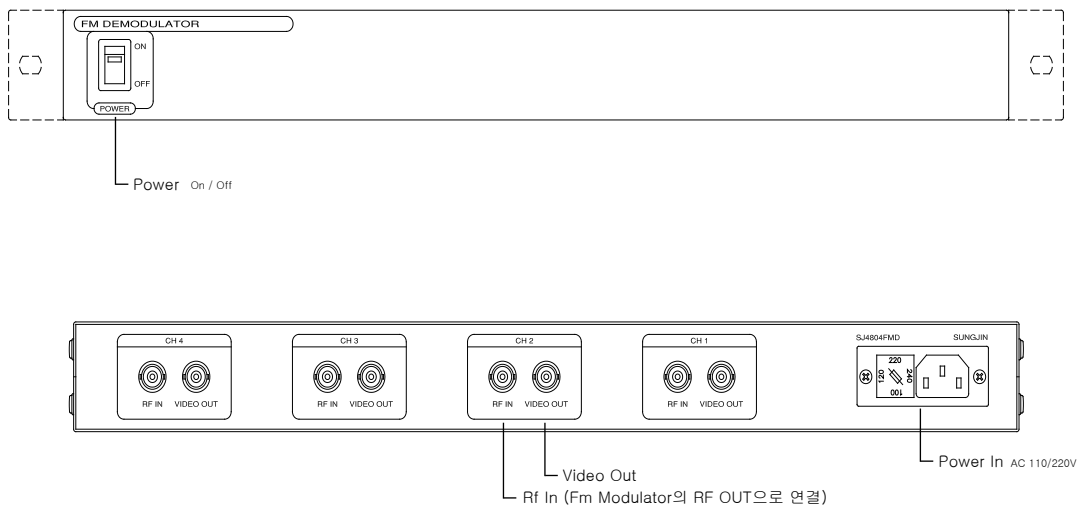 FM DEMODULATOR
ON
OFF
POWER
Power On / Off
CH 4
CH 3
CH 2
CH 1
SJ4804FMD SUNGJIN
220
120
240
100
RF IN VIDEO OUT
RF IN VIDEO OUT
RF IN VIDEO OUT
RF IN VIDEO OUT
Power In AC 110/220V
Video Out
Rf In (Fm Modulator의 RF OUT으로 연결)